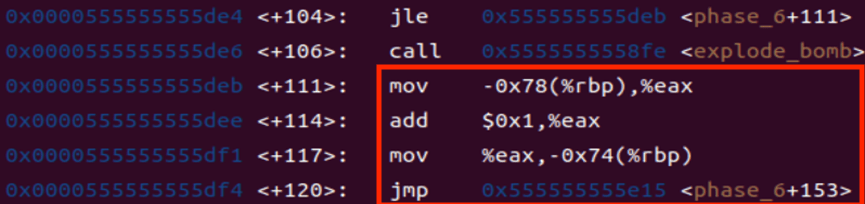 0x0000555555555de4 <+104>: jle 0x555555555deb <phase_6+111>
0x0000555555555de6 <+106>: call 0x5555555558fe <explode_bomb>
0x0000555555555deb <+111>: mov -0x78(%rbp),%eax
0x0000555555555dee <+114>: add $0x1,%eax
0x0000555555555df1 <+117>: mov %eax,-0x74(%rbp)
0x0000555555555df4 <+120>: jmp 0x555555555e15 <phase_6+153>